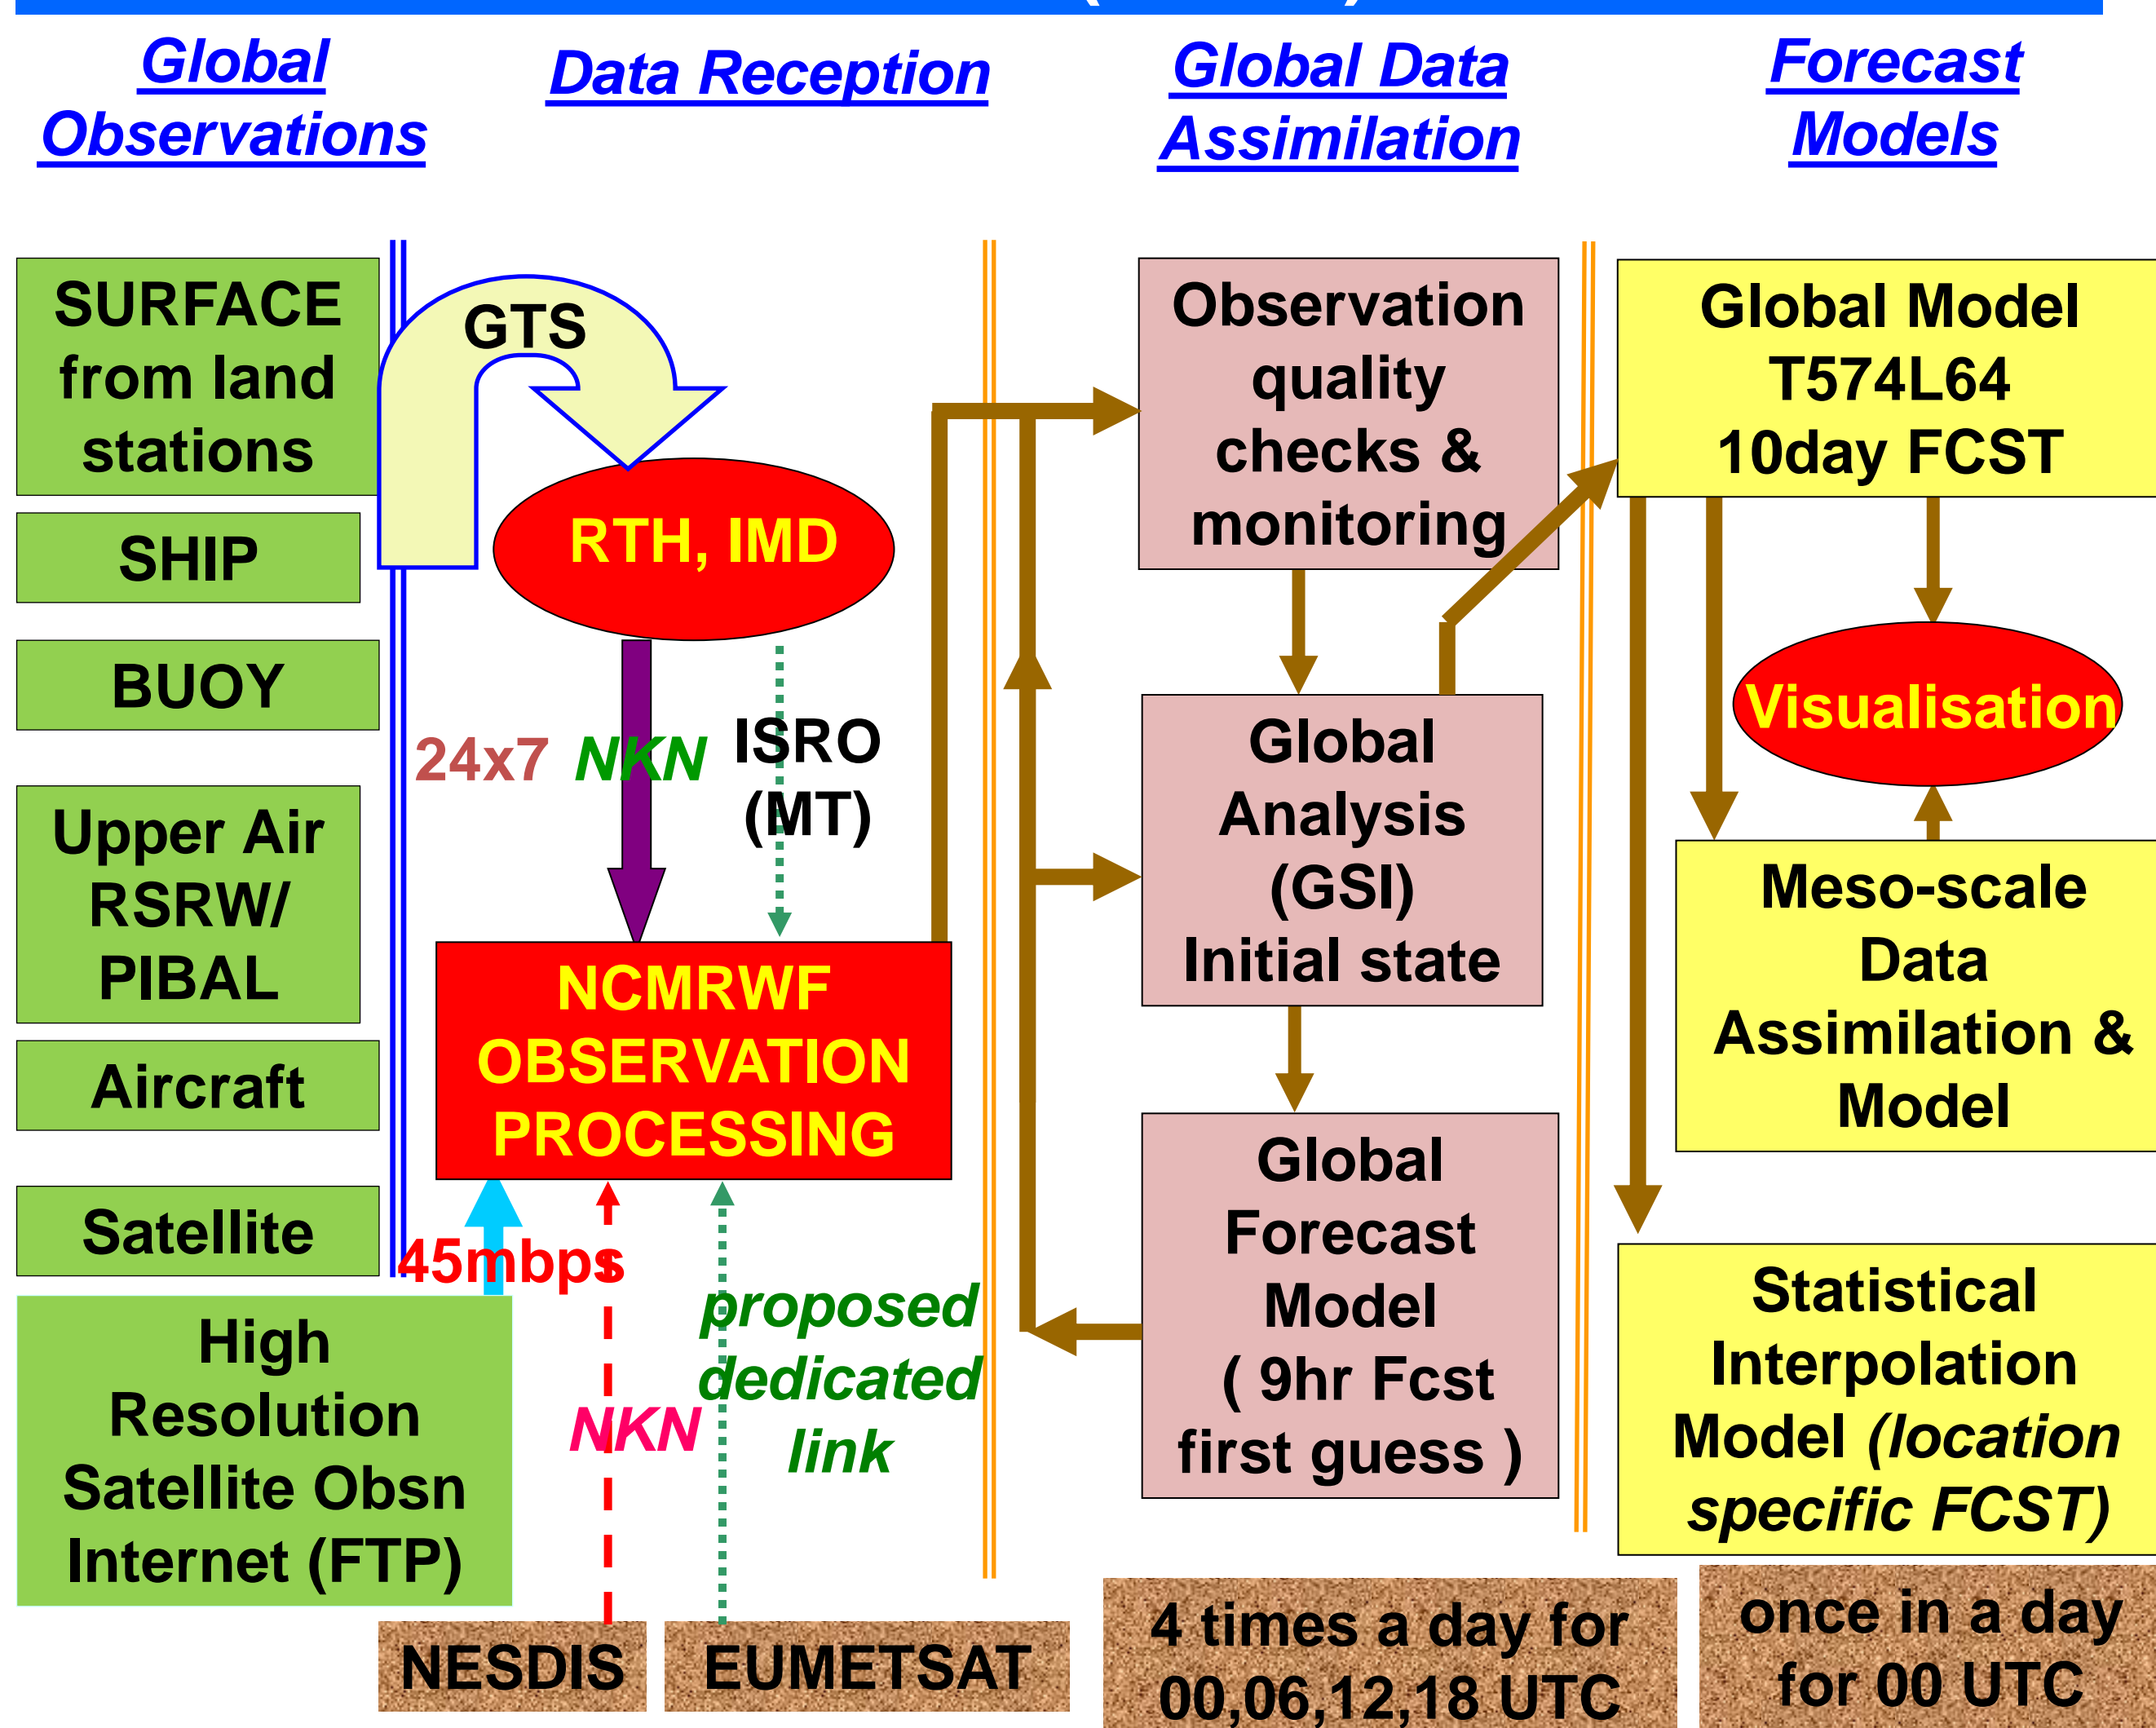 Global
Observations
Data Reception
Global Data
Assimilation
Forecast
Models
SURFACE
from land
stations
SHIP
BUOY
Upper Air
RSRW/
PIBAL
Aircraft
Satellite
High
Resolution
Satellite Obsn
Internet (FTP)
GTS
RTH, IMD
24x7 NKN
ISRO
(MT)
NCMRWF
OBSERVATION
PROCESSING
45mbps
NKN
proposed
dedicated
link
NESDIS
EUMETSAT
Observation
quality
checks &
monitoring
Global
Analysis
(GSI)
Initial state
Global
Forecast
Model
( 9hr Fcst
first guess )
4 times a day for
00,06,12,18 UTC
Global Model
T574L64
10day FCST
Visualisation
Meso-scale
Data
Assimilation &
Model
Statistical
Interpolation
Model (location
specific FCST)
once in a day
for 00 UTC